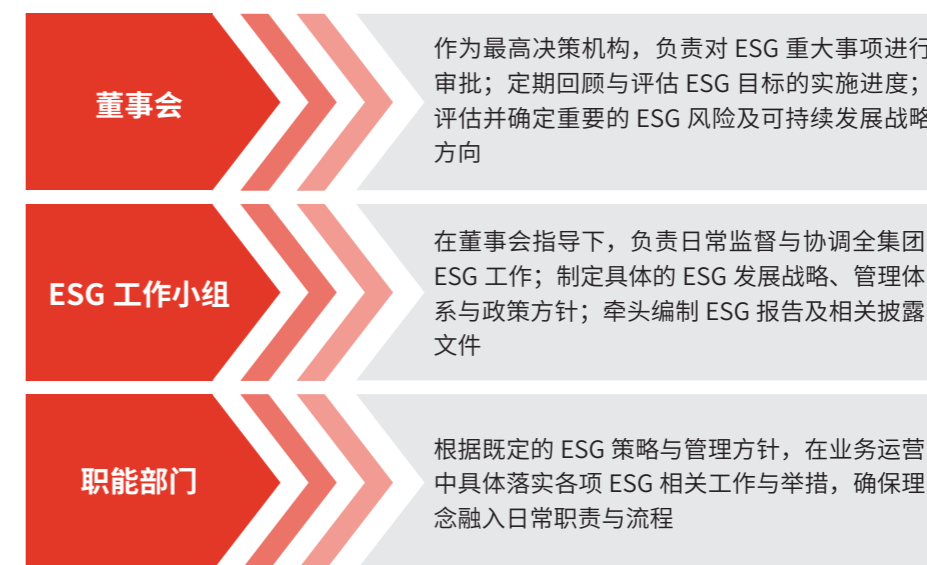 董事会
作为最高决策机构，负责对 ESG 重大事项进行
审批；定期回顾与评估 ESG 目标的实施进度；
评估并确定重要的 ESG 风险及可持续发展战略
方向
ESG 工作小组
在董事会指导下，负责日常监督与协调全集团
ESG 工作；制定具体的 ESG 发展战略、管理体
系与政策方针；牵头编制 ESG 报告及相关披露
文件
职能部门
根据既定的 ESG 策略与管理方针，在业务运营
中具体落实各项 ESG 相关工作与举措，确保理
念融入日常职责与流程